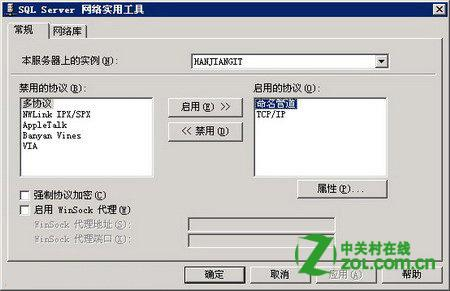 SQL Server 网络实用工具
常规
网络库
本服务器上的实例(N):
HANJIANGIT
禁用的协议(R):
启用的协议(O):
多协议
NWLink IPX/SPX
AppleTalk
Banyan Vines
VIA
启用(E) >>
<< 禁用(D)
命名管道
TCP/IP
属性(P)...
强制协议加密(C)
启用 WinSock 代理(W)
WinSock 代理地址(S):
WinSock 代理端口(X):
确定
取消
应用(A)
帮助
中关村在线
zol.com.cn